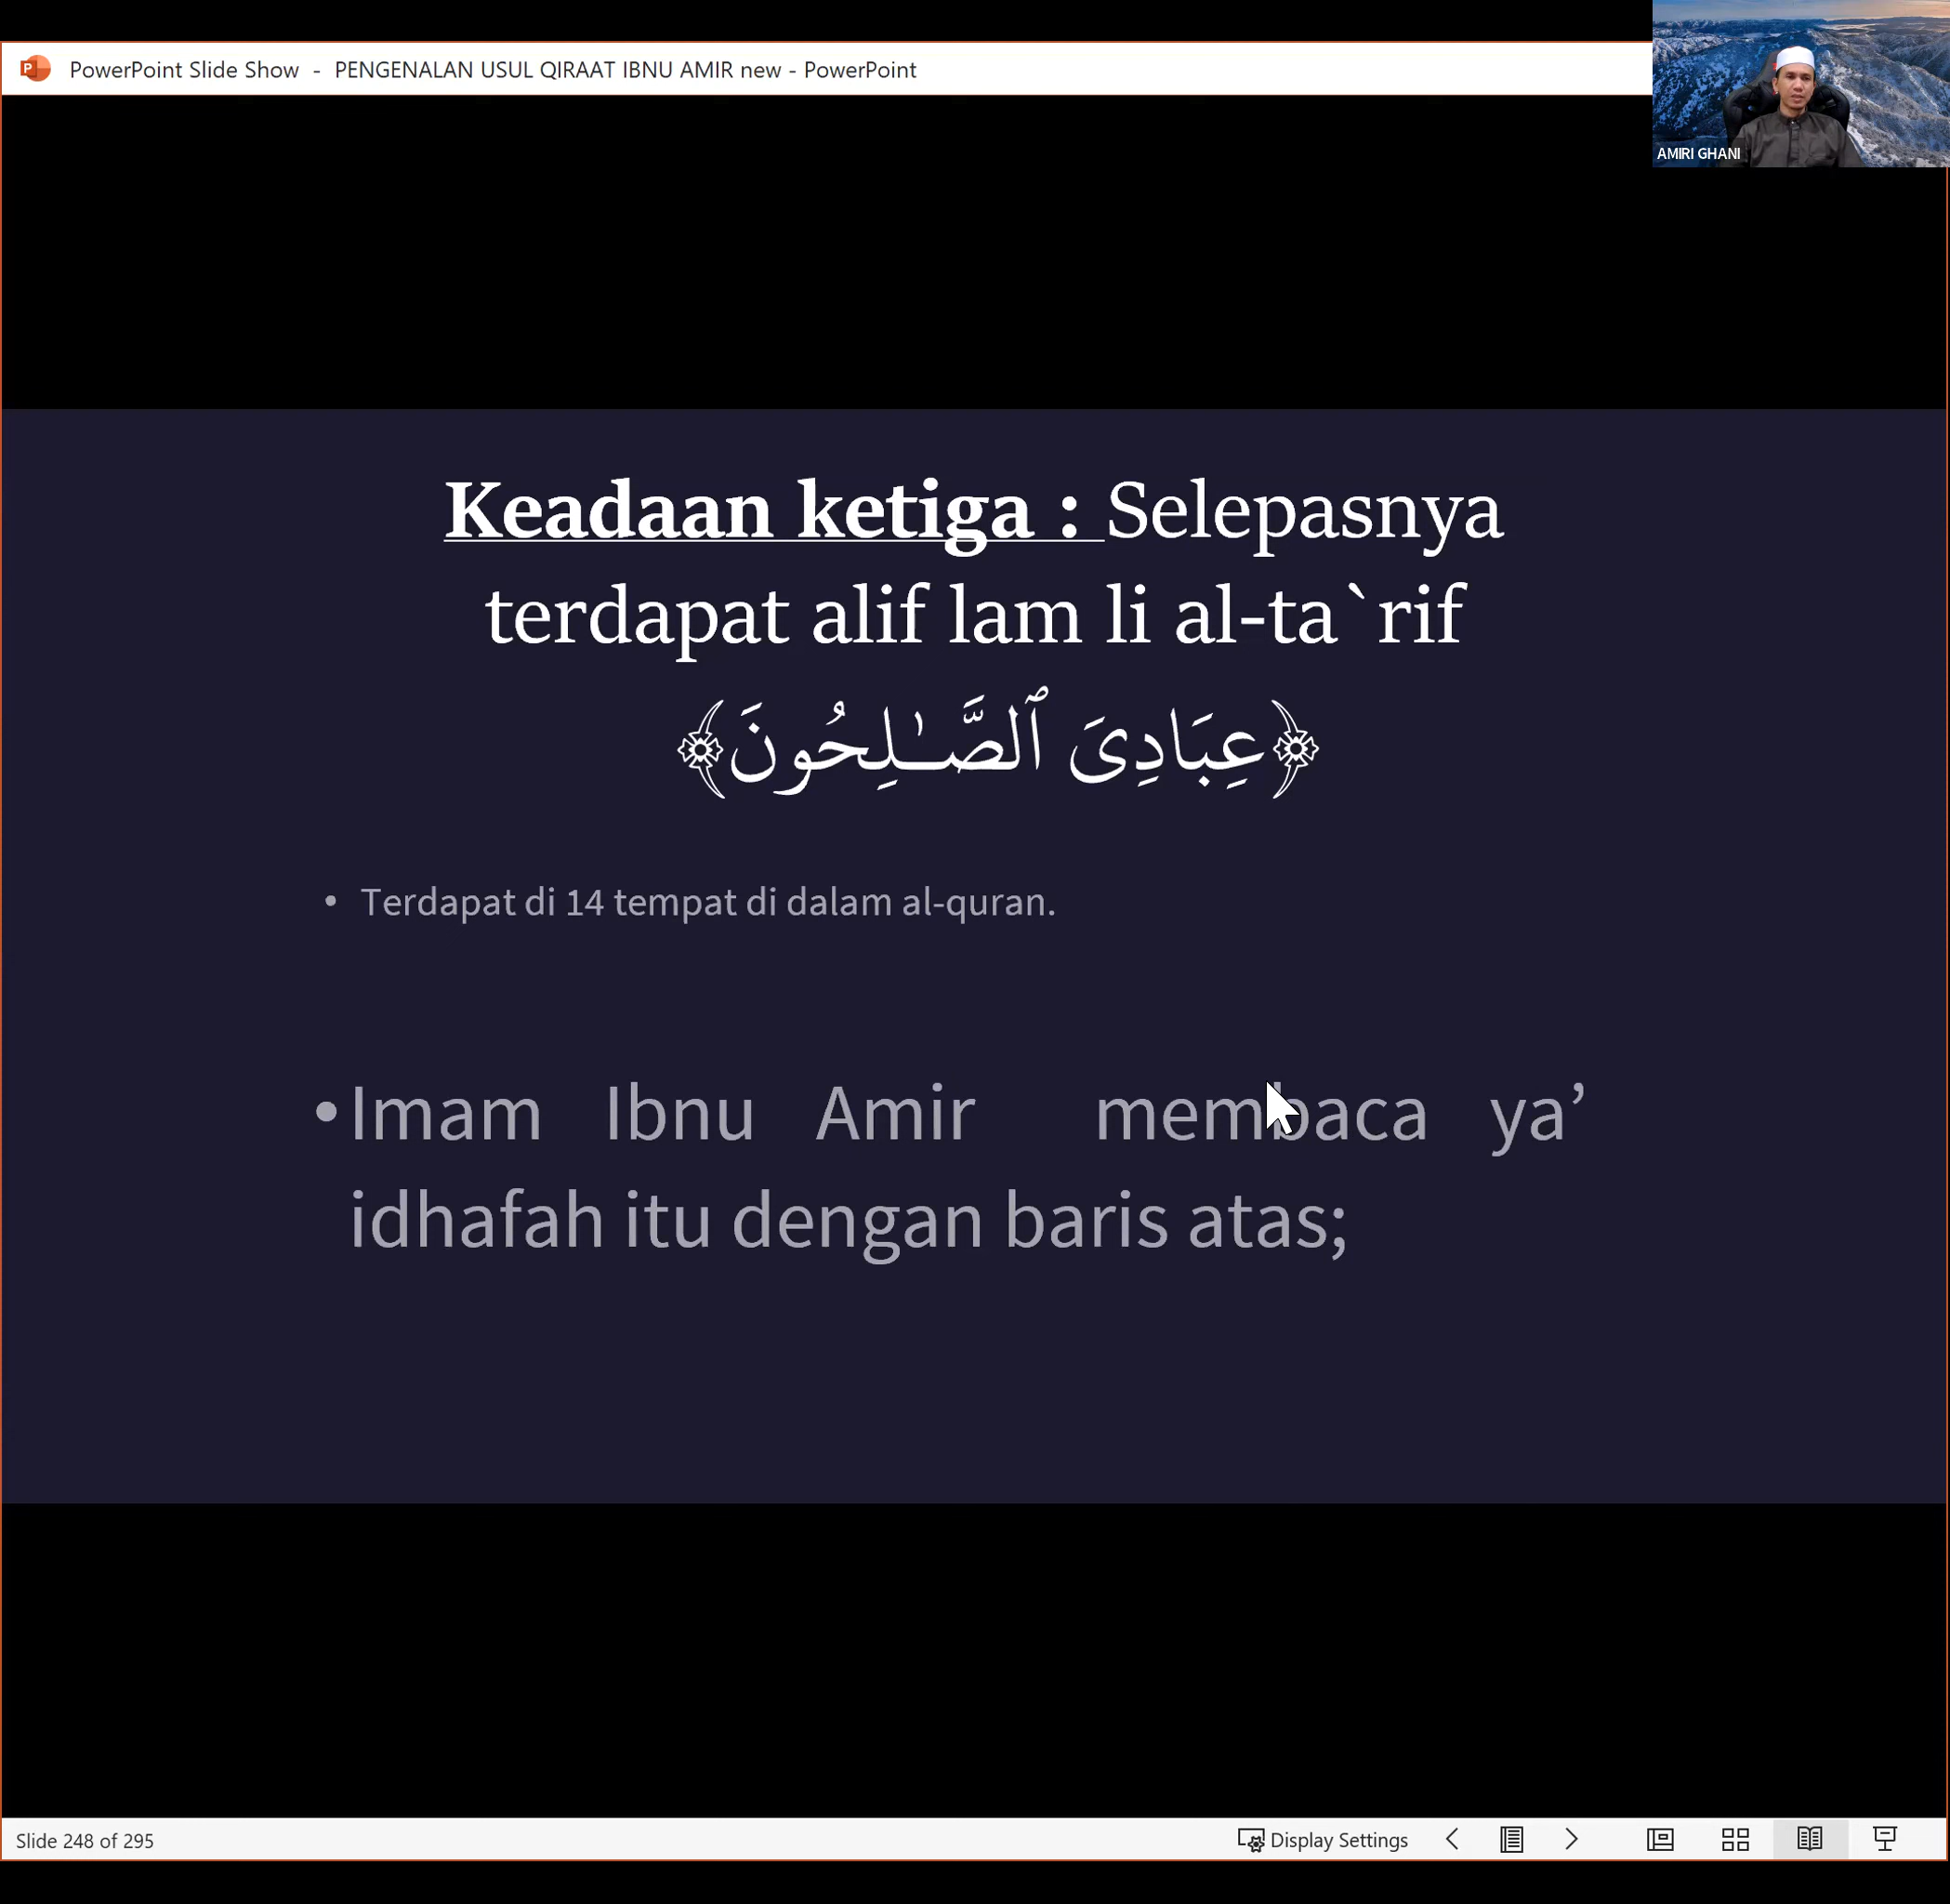 PowerPoint Slide Show - PENGENALAN USUL QIRAAT IBNU AMIR new - PowerPoint
AMIRI GHANI
Keadaan ketiga : Selepasnya
terdapat alif lam li al-ta`rif
﴿عِبَادِىَ ٱلصَّـٰلِحُونَ﴾
• Terdapat di 14 tempat di dalam al-quran.
• Imam Ibnu Amir membaca ya’
idhafah itu dengan baris atas;
Slide 248 of 295
Display Settings